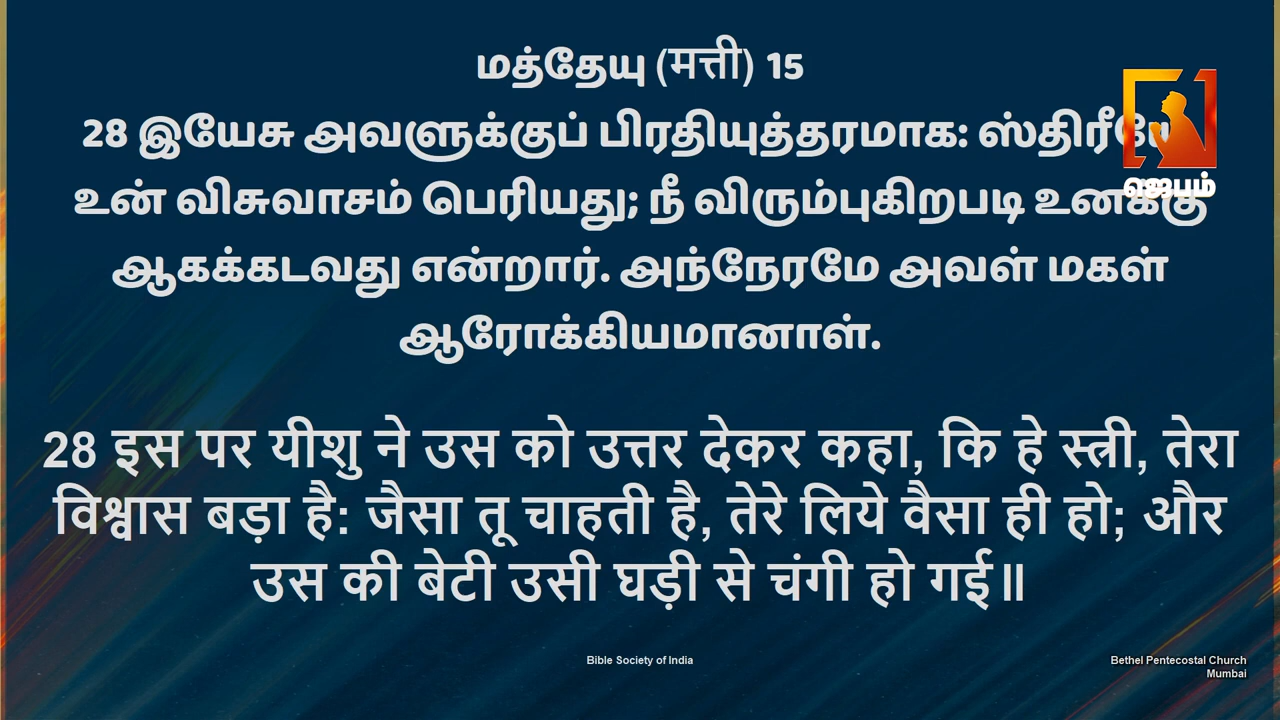 மத்தேயு (मत्ती) 15
28 இயேசு அவளுக்குப் பிரதியுத்தரமாக: ஸ்திரீயே,
உன் விசுவாசம் பெரியது; நீ விரும்புகிறபடி உனக்கு
ஆகக்கடவது என்றார். அந்நேரமே அவள் மகள்
ஆரோக்கியமானாள்.
28 इस पर यीशु ने उस को उत्तर देकर कहा, कि हे स्त्री, तेरा
विश्वास बड़ा है: जैसा तू चाहती है, तेरे लिये वैसा ही हो; और
उस की बेटी उसी घड़ी से चंगी हो गई॥
ஜெபம்
Bible Society of India
Bethel Pentecostal Church
Mumbai